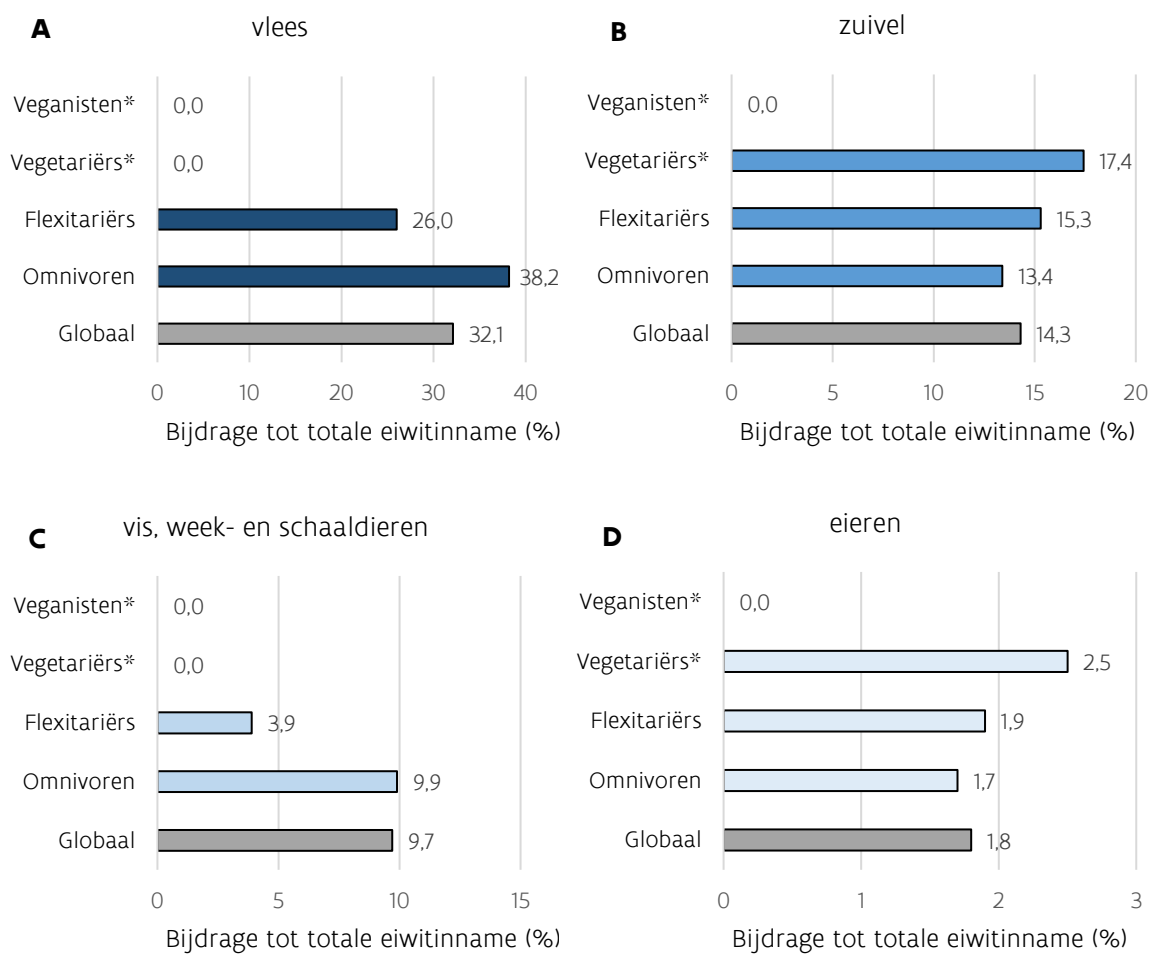 A
vlees
Veganisten*
0,0
Vegetariërs*
0,0
Flexitariërs
26,0
Omnivoren
38,2
Globaal
32,1
0 10 20 30 40
Bijdrage tot totale eiwitinname (%)
B
zuivel
Veganisten*
0,0
Vegetariërs*
17,4
Flexitariërs
15,3
Omnivoren
13,4
Globaal
14,3
0 5 10 15 20
Bijdrage tot totale eiwitinname (%)
C
vis, week- en schaaldieren
Veganisten*
0,0
Vegetariërs*
0,0
Flexitariërs
3,9
Omnivoren
9,9
Globaal
9,7
0 5 10 15
Bijdrage tot totale eiwitinname (%)
D
eieren
Veganisten*
0,0
Vegetariërs*
2,5
Flexitariërs
1,9
Omnivoren
1,7
Globaal
1,8
0 1 2 3
Bijdrage tot totale eiwitinname (%)